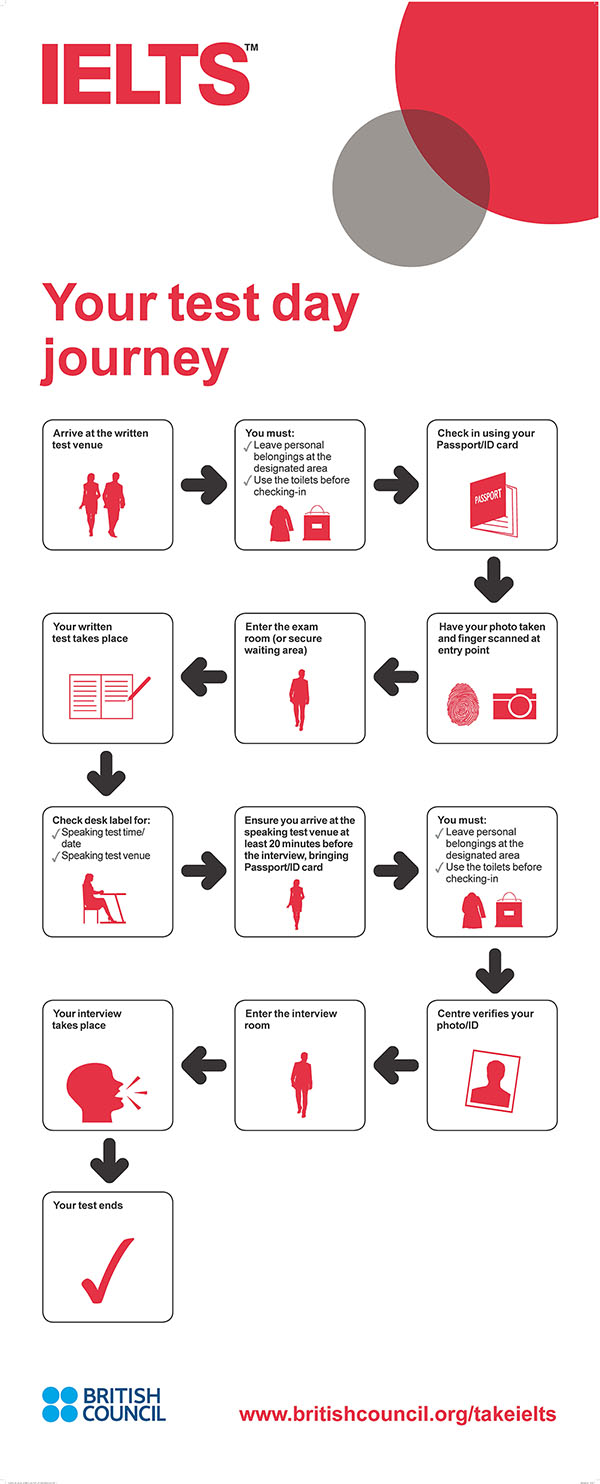 IELTS™
Your test day
journey
Arrive at the written
test venue
You must:
✓ Leave personal
belongings at the
designated area
✓ Use the toilets before
checking-in
Check in using your
Passport/ID card
PASSPORT
Have your photo taken
and finger scanned at
entry point
Enter the exam
room (or secure
waiting area)
Your written
test takes place
Check desk label for:
✓ Speaking test time/
date
✓ Speaking test venue
Ensure you arrive at the
speaking test venue at
least 20 minutes before
the interview, bringing
Passport/ID card
You must:
✓ Leave personal
belongings at the
designated area
✓ Use the toilets before
checking-in
Centre verifies your
photo/ID
Enter the interview
room
Your interview
takes place
Your test ends
BRITISH
COUNCIL
www.britishcouncil.org/takeielts